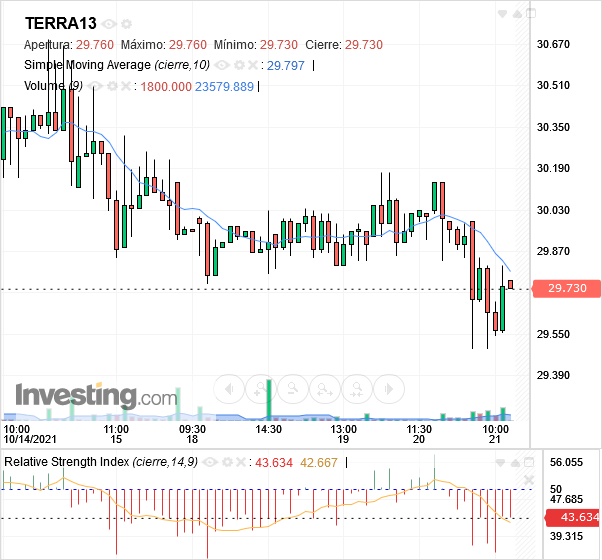 TERRA13
Apertura: 29.760 Máximo: 29.760 Mínimo: 29.730 Cierre: 29.730
Simple Moving Average (cierre,10) : 29.797
Volume (9) : 1800.000 23579.889
30.670
30.510
30.350
30.190
30.030
29.870
29.730
29.550
29.390
Investing.com
10:00 11:00 09:30 14:30 13:00 11:30 10:00
10/14/2021 15 18 19 20 21
Relative Strength Index (cierre,14,9) : 43.634 42.667
56.055
50
47.685
43.634
39.315